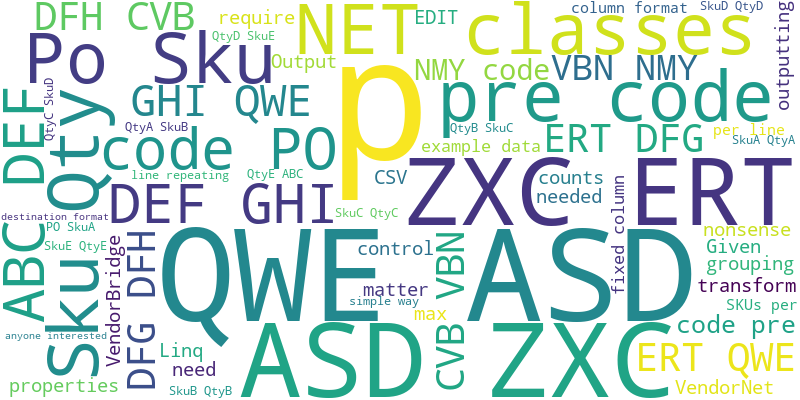 DFH CVB
require
NET classes
EDIT
column format
SkuD QtyD
QtyD SkuE
Po Sku
Output
NMY code
VBN NMY
outputting
QtyC SkuD
p
DEF
Sku Qty
GHI QWE
pre code
QtyA SkuB
QtyB SkuC
ERT DFG
per line
SkuA QtyA
code PO
example data
line repeating
QtyE ABC
CSV
ZXC ERT
counts
needed
fixed column
DEF GHI
SkuC QtyC
destination format
PO SkuA
ABC
SkuE QtyE
VendorBridge
DFG DFH
QWE ASD
control
CVB VBN
nonsense
Given
grouping
matter
transform
simple way
max
SKUs per
code pre
anyone interested
Linq
need
ASD ZXC
ERT QWE
properties
SkuB QtyB
VendorNet